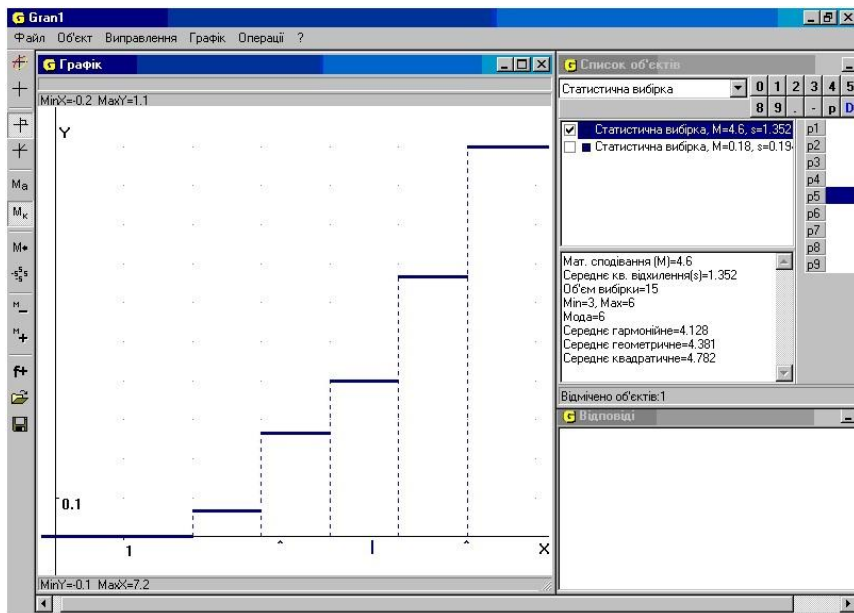 Gran1
Файл Об'єкт Виправлення Графік Операції ?
Графік
MinX=-0.2 MaxY=1.1
Y
0.1
1
X
MinY=-0.1 MaxX=7.2
Ma
Мк
M
M
M
f+
Список об'єктів
Статистична вибірка
0 1 2 3 4 5
8 9 . - p D
Статистична вибірка, M=4.6, s=1.352
Статистична вибірка, M=0.18, s=0.19
p1
p2
p3
p4
p5
p6
p7
p8
p9
Мат. сподівання (M)=4.6
Середнє кв. відхилення(s)=1.352
Об'єм вибірки=15
Min=3, Max=6
Мода=6
Середнє гармонійне=4.128
Середнє геометричне=4.381
Середнє квадратичне=4.782
Відмічено об'єктів:1
Відповіді